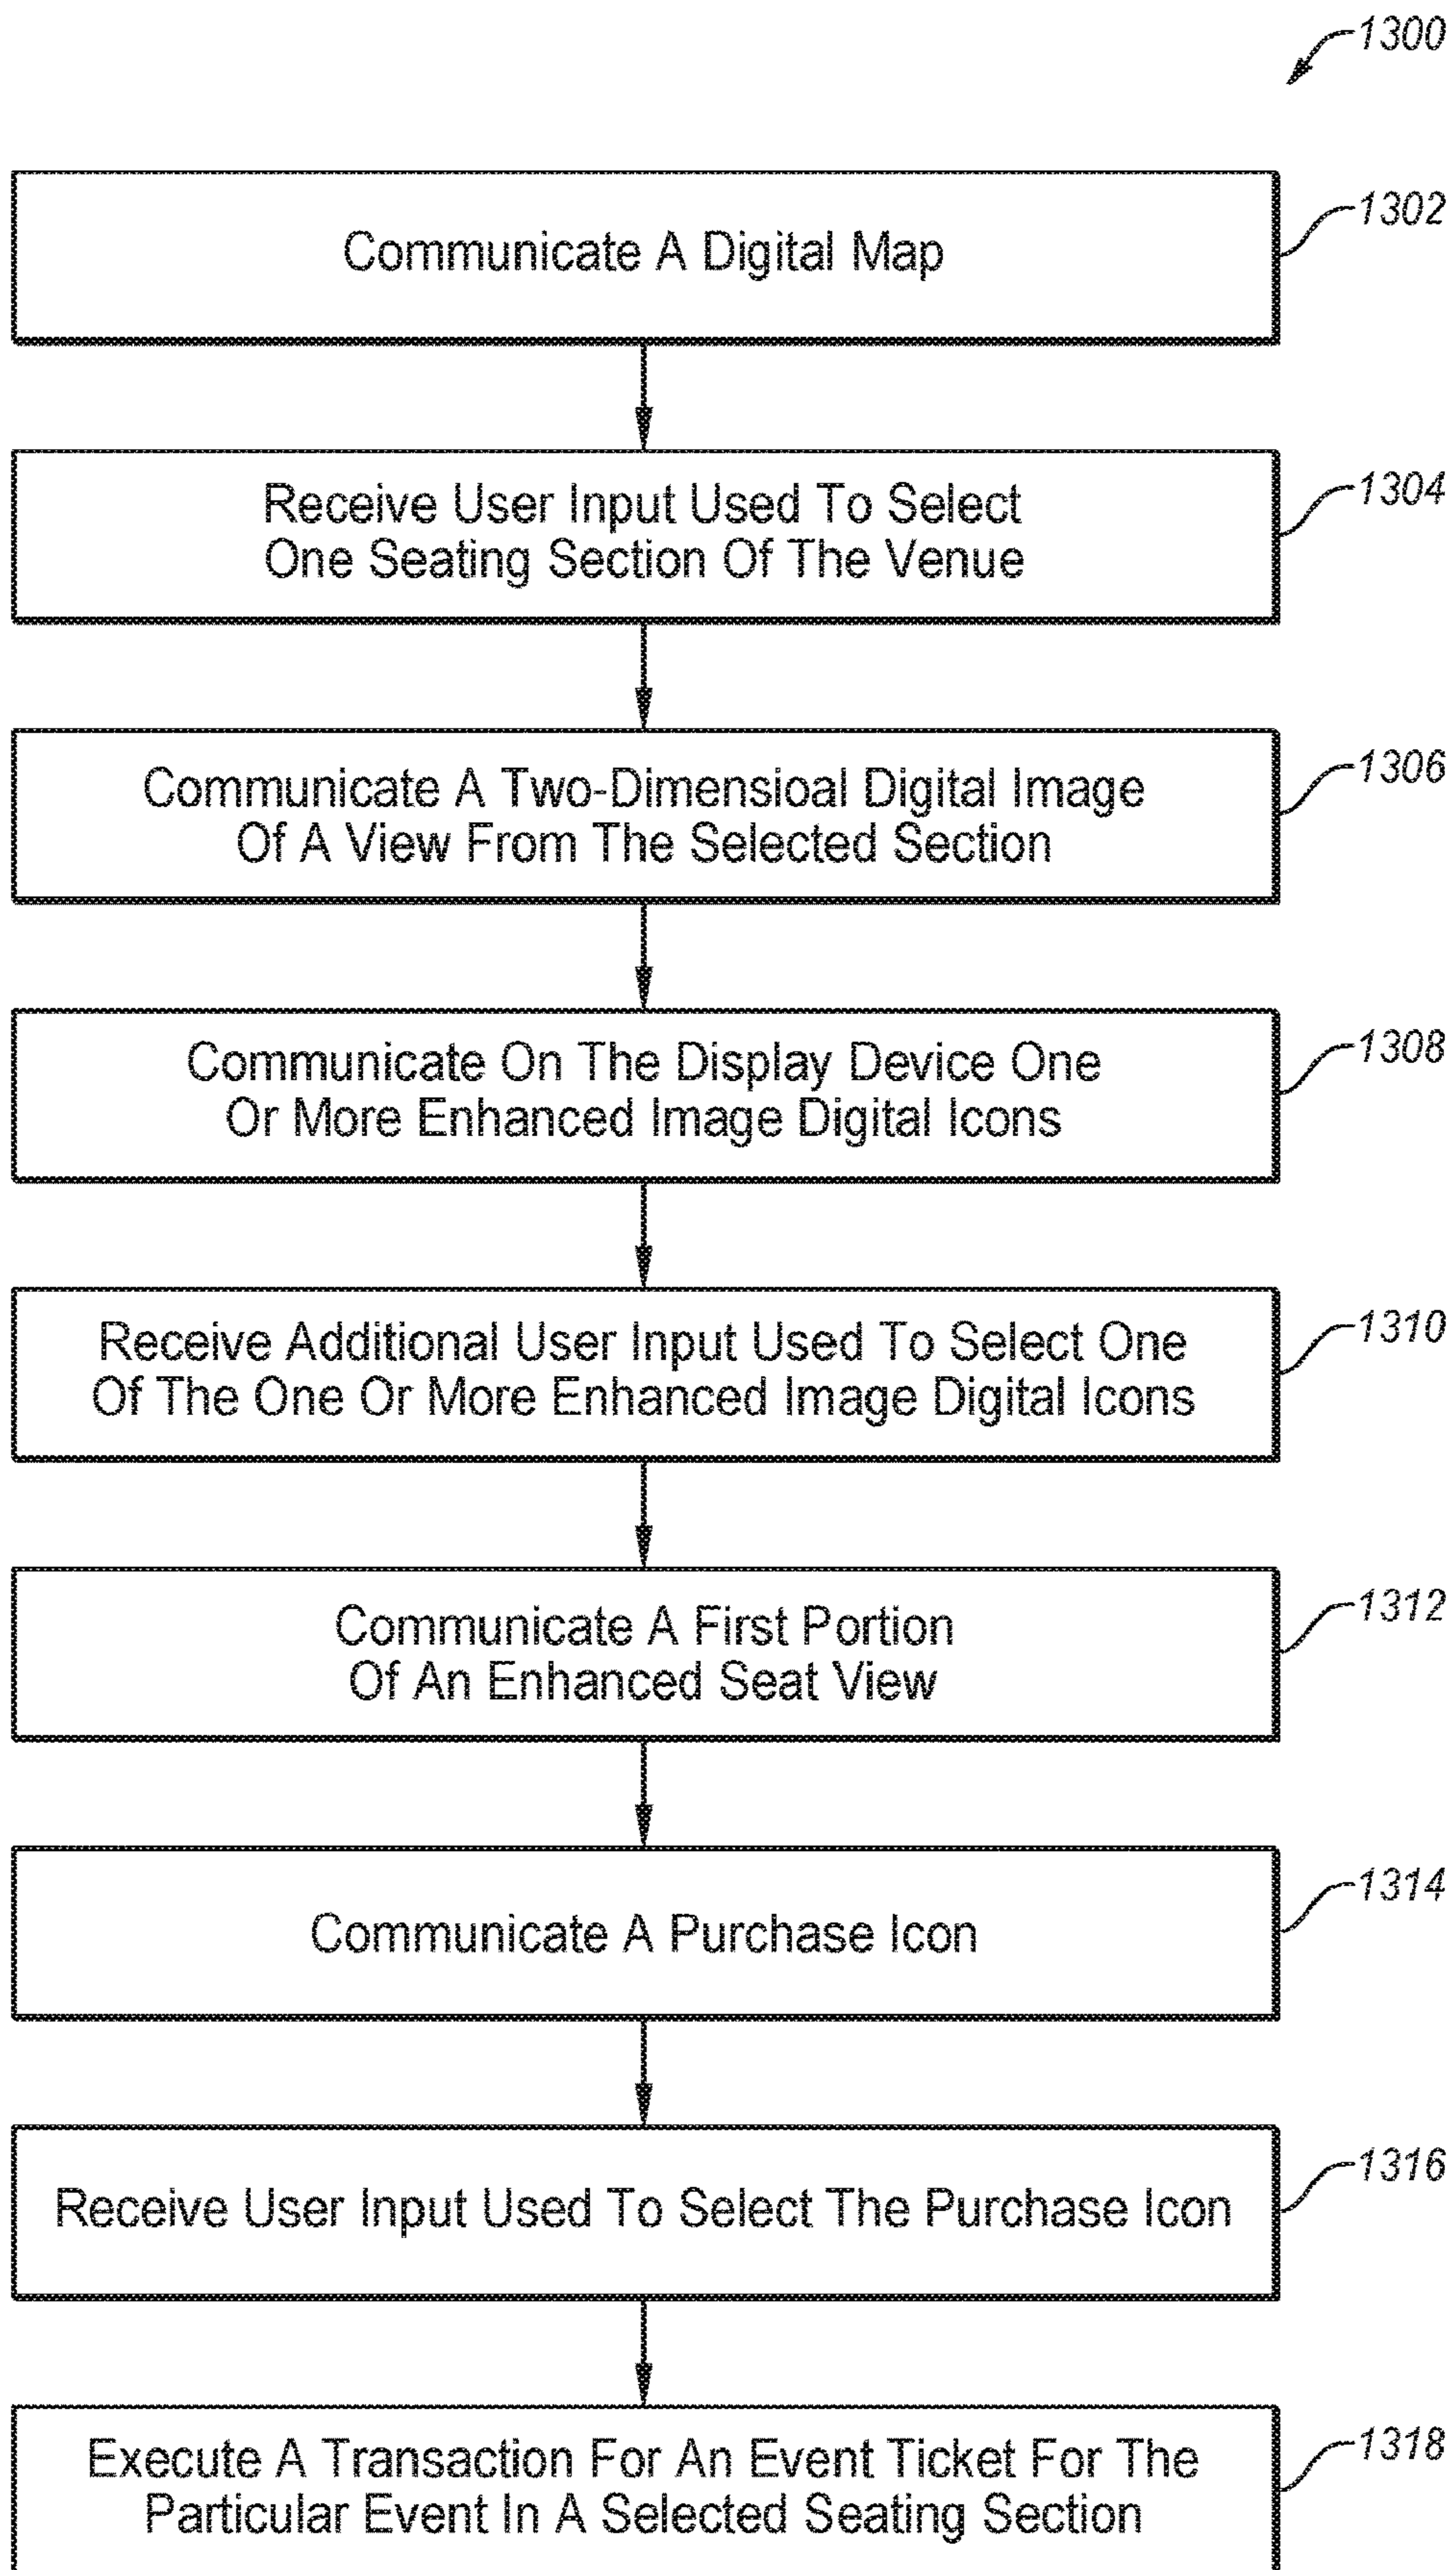 1300
Communicate A Digital Map
1302
Receive User Input Used To Select
One Seating Section Of The Venue
1304
Communicate A Two-Dimensioal Digital Image
Of A View From The Selected Section
1306
Communicate On The Display Device One
Or More Enhanced Image Digital Icons
1308
Receive Additional User Input Used To Select One
Of The One Or More Enhanced Image Digital Icons
1310
Communicate A First Portion
Of An Enhanced Seat View
1312
Communicate A Purchase Icon
1314
Receive User Input Used To Select The Purchase Icon
1316
Execute A Transaction For An Event Ticket For The
Particular Event In A Selected Seating Section
1318